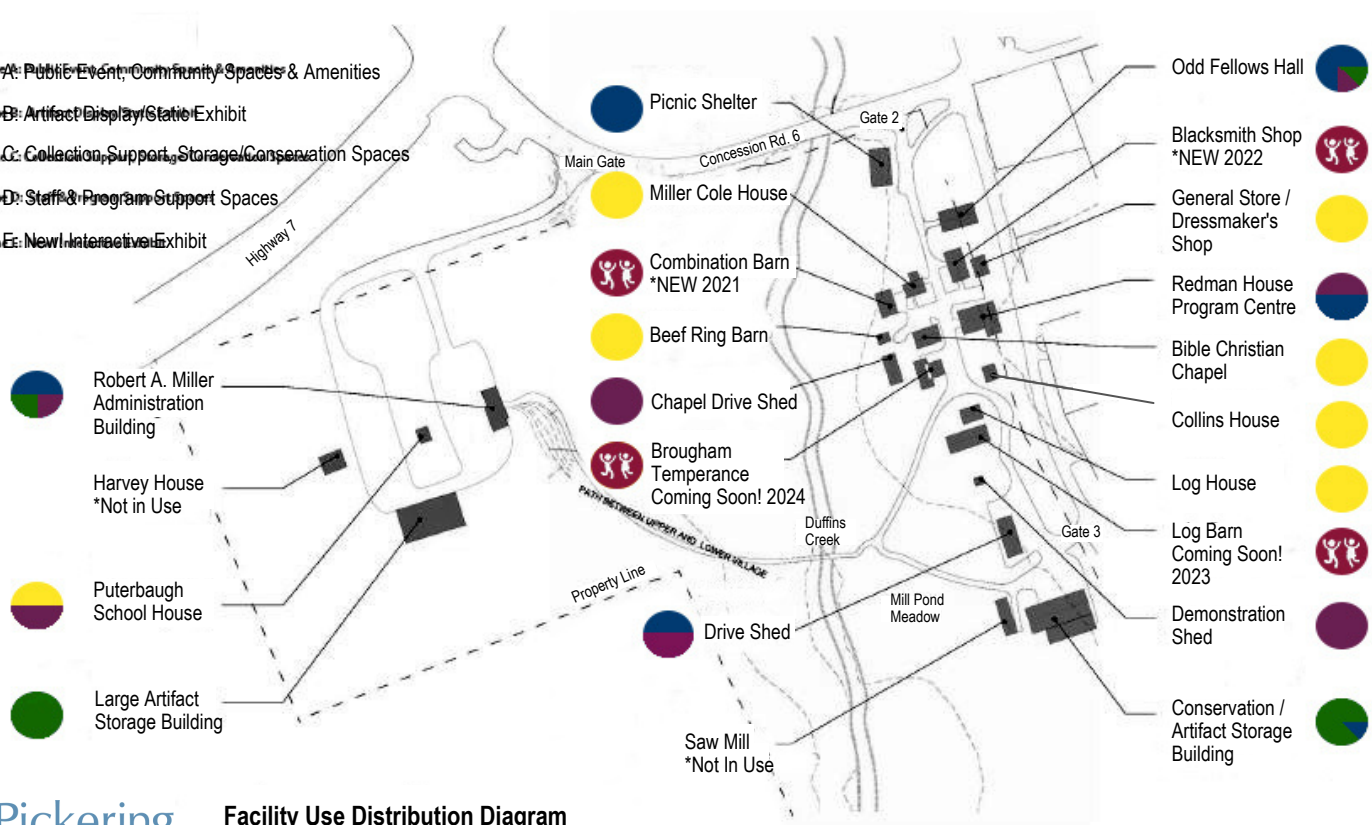 A: Public Event, Community Spaces & Amenities
B: Artifact Display/Static Exhibit
C: Collection Support, Storage/Conservation Spaces
D: Staff & Program Support Spaces
E: New! Interactive Exhibit
Highway 7
Main Gate
Concession Rd. 6
Gate 2
Picnic Shelter
Miller Cole House
Combination Barn
*NEW 2021
Beef Ring Barn
Chapel Drive Shed
Brougham
Temperance
Coming Soon! 2024
Odd Fellows Hall
Blacksmith Shop
*NEW 2022
General Store /
Dressmaker's
Shop
Redman House
Program Centre
Bible Christian
Chapel
Collins House
Log House
Log Barn
Coming Soon!
2023
Demonstration
Shed
Conservation /
Artifact Storage
Building
Robert A. Miller
Administration
Building
Harvey House
*Not in Use
Puterbaugh
School House
Large Artifact
Storage Building
PATH BETWEEN UPPER AND LOWER VILLAGE
Property Line
Duffins
Creek
Gate 3
Mill Pond
Meadow
Drive Shed
Saw Mill
*Not In Use
Pickering
Facility Use Distribution Diagram